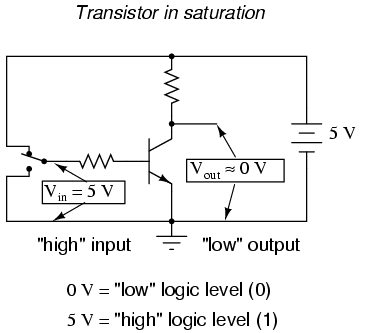 Transistor in saturation
5 V
Vin = 5 V
Vout ≈ 0 V
"high" input
"low" output
0 V = "low" logic level (0)
5 V = "high" logic level (1)